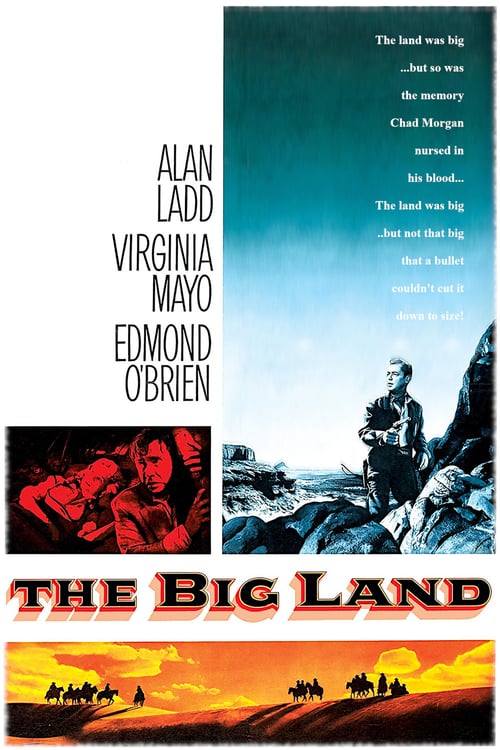 The land was big
...but so was
the memory
Chad Morgan
nursed in
his blood...
The land was big
..but not that big
that a bullet
couldn't cut it
down to size!
ALAN
LADD
VIRGINIA
MAYO
EDMOND
O'BRIEN
THE BIG LAND